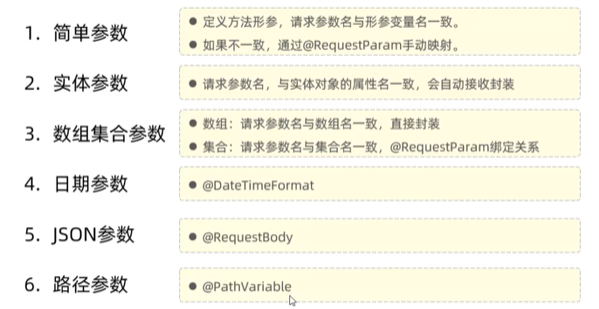 1. 简单参数
● 定义方法形参，请求参数名与形参变量名一致。
● 如果不一致，通过@RequestParam手动映射。
2. 实体参数
● 请求参数名，与实体对象的属性名一致，会自动接收封装
3. 数组集合参数
● 数组：请求参数名与数组名一致，直接封装
● 集合：请求参数名与集合名一致，@RequestParam绑定关系
4. 日期参数
● @DateTimeFormat
5. JSON参数
● @RequestBody
6. 路径参数
● @PathVariable